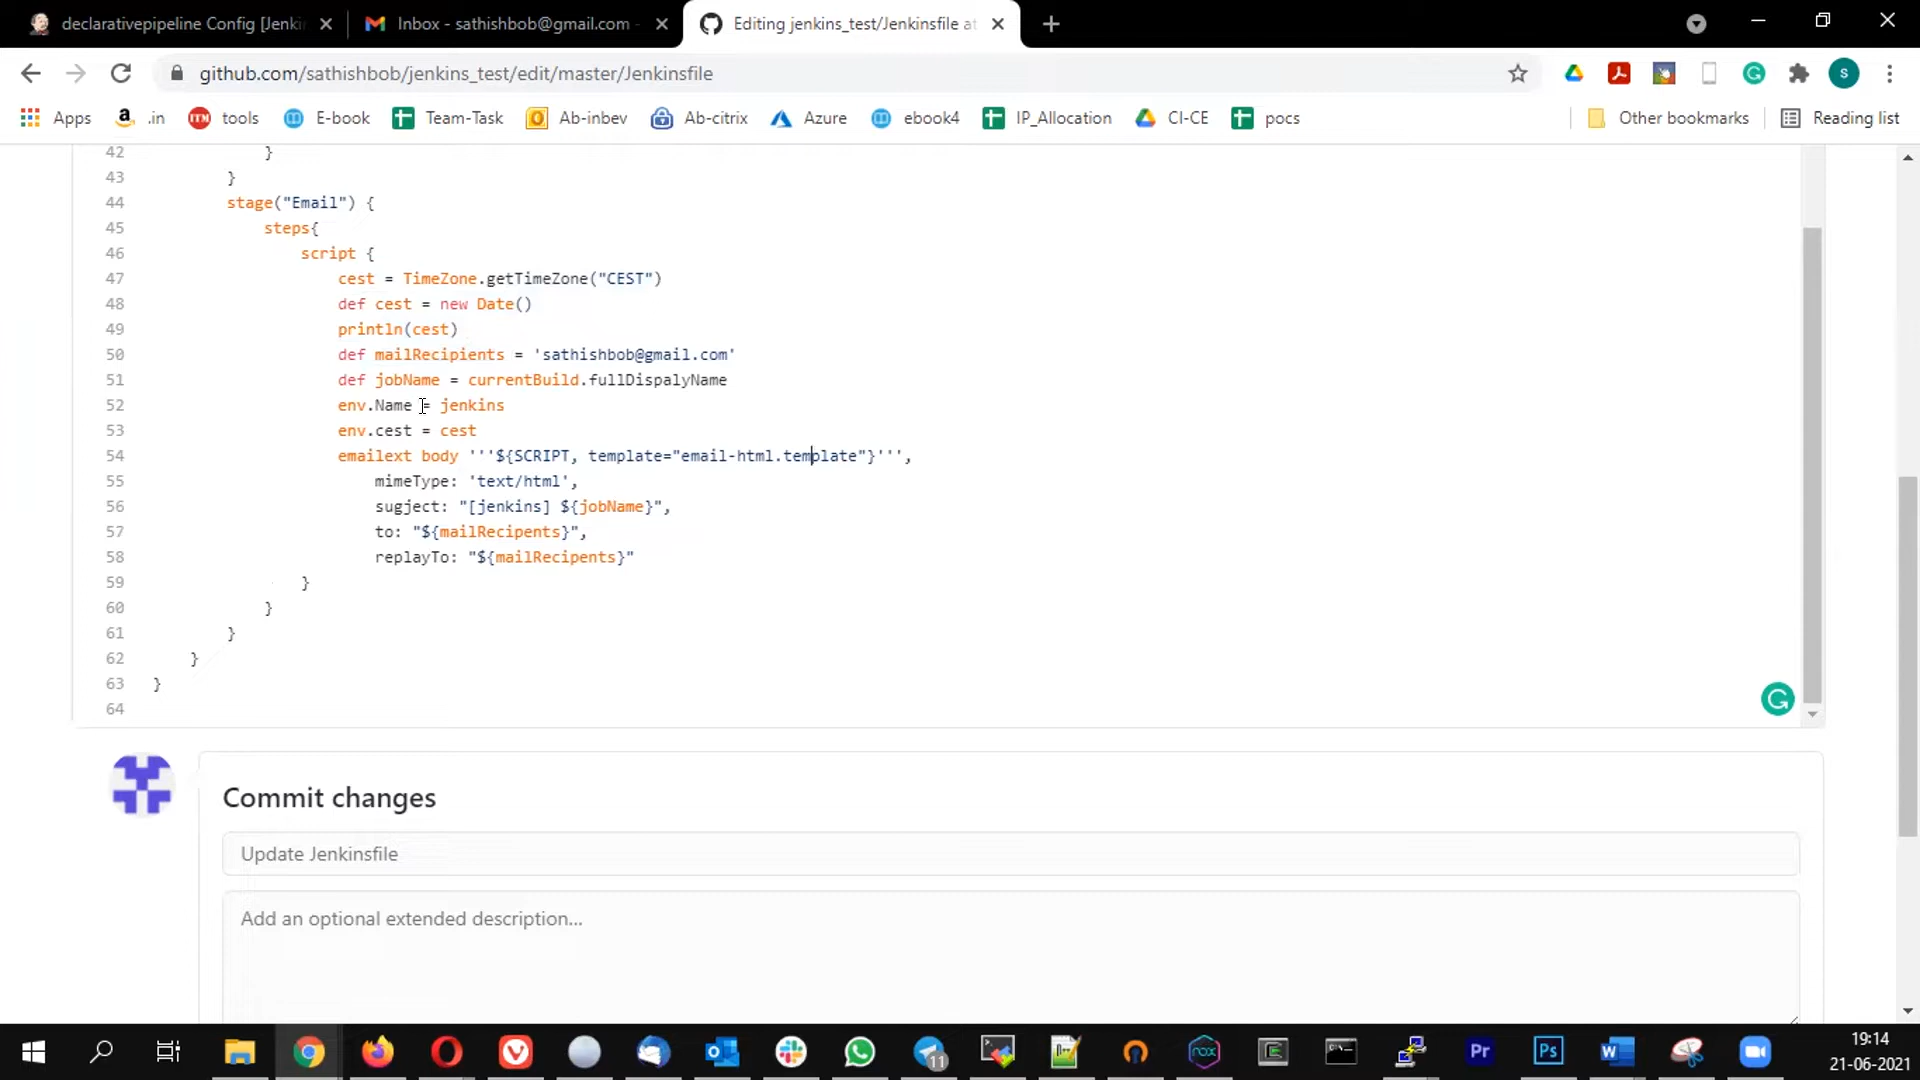 declarativepipeline Config [Jenki
Inbox - sathishbob@gmail.com -
Editing jenkins_test/Jenkinsfile at
github.com/sathishbob/jenkins_test/edit/master/Jenkinsfile
S
Apps
.in
ITM
tools
E-book
Team-Task
Ab-inbev
Ab-citrix
Azure
ebook4
IP_Allocation
CI-CE
pocs
Other bookmarks
Reading list
42 }
43 }
44 stage("Email") {
45 steps{
46 script {
47 cest = TimeZone.getTimeZone("CEST")
48 def cest = new Date()
49 println(cest)
50 def mailRecipients = 'sathishbob@gmail.com'
51 def jobName = currentBuild.fullDispalyName
52 env.Name = jenkins
53 env.cest = cest
54 emailext body '''${SCRIPT, template="email-html.template"}''',
55 mimeType: 'text/html',
56 sugject: "[jenkins] ${jobName}",
57 to: "${mailRecipents}",
58 replayTo: "${mailRecipents}"
59 }
60 }
61 }
62 }
63 }
64
Commit changes
Update Jenkinsfile
Add an optional extended description...
11
nox
Pr
Ps
19:14
21-06-2021